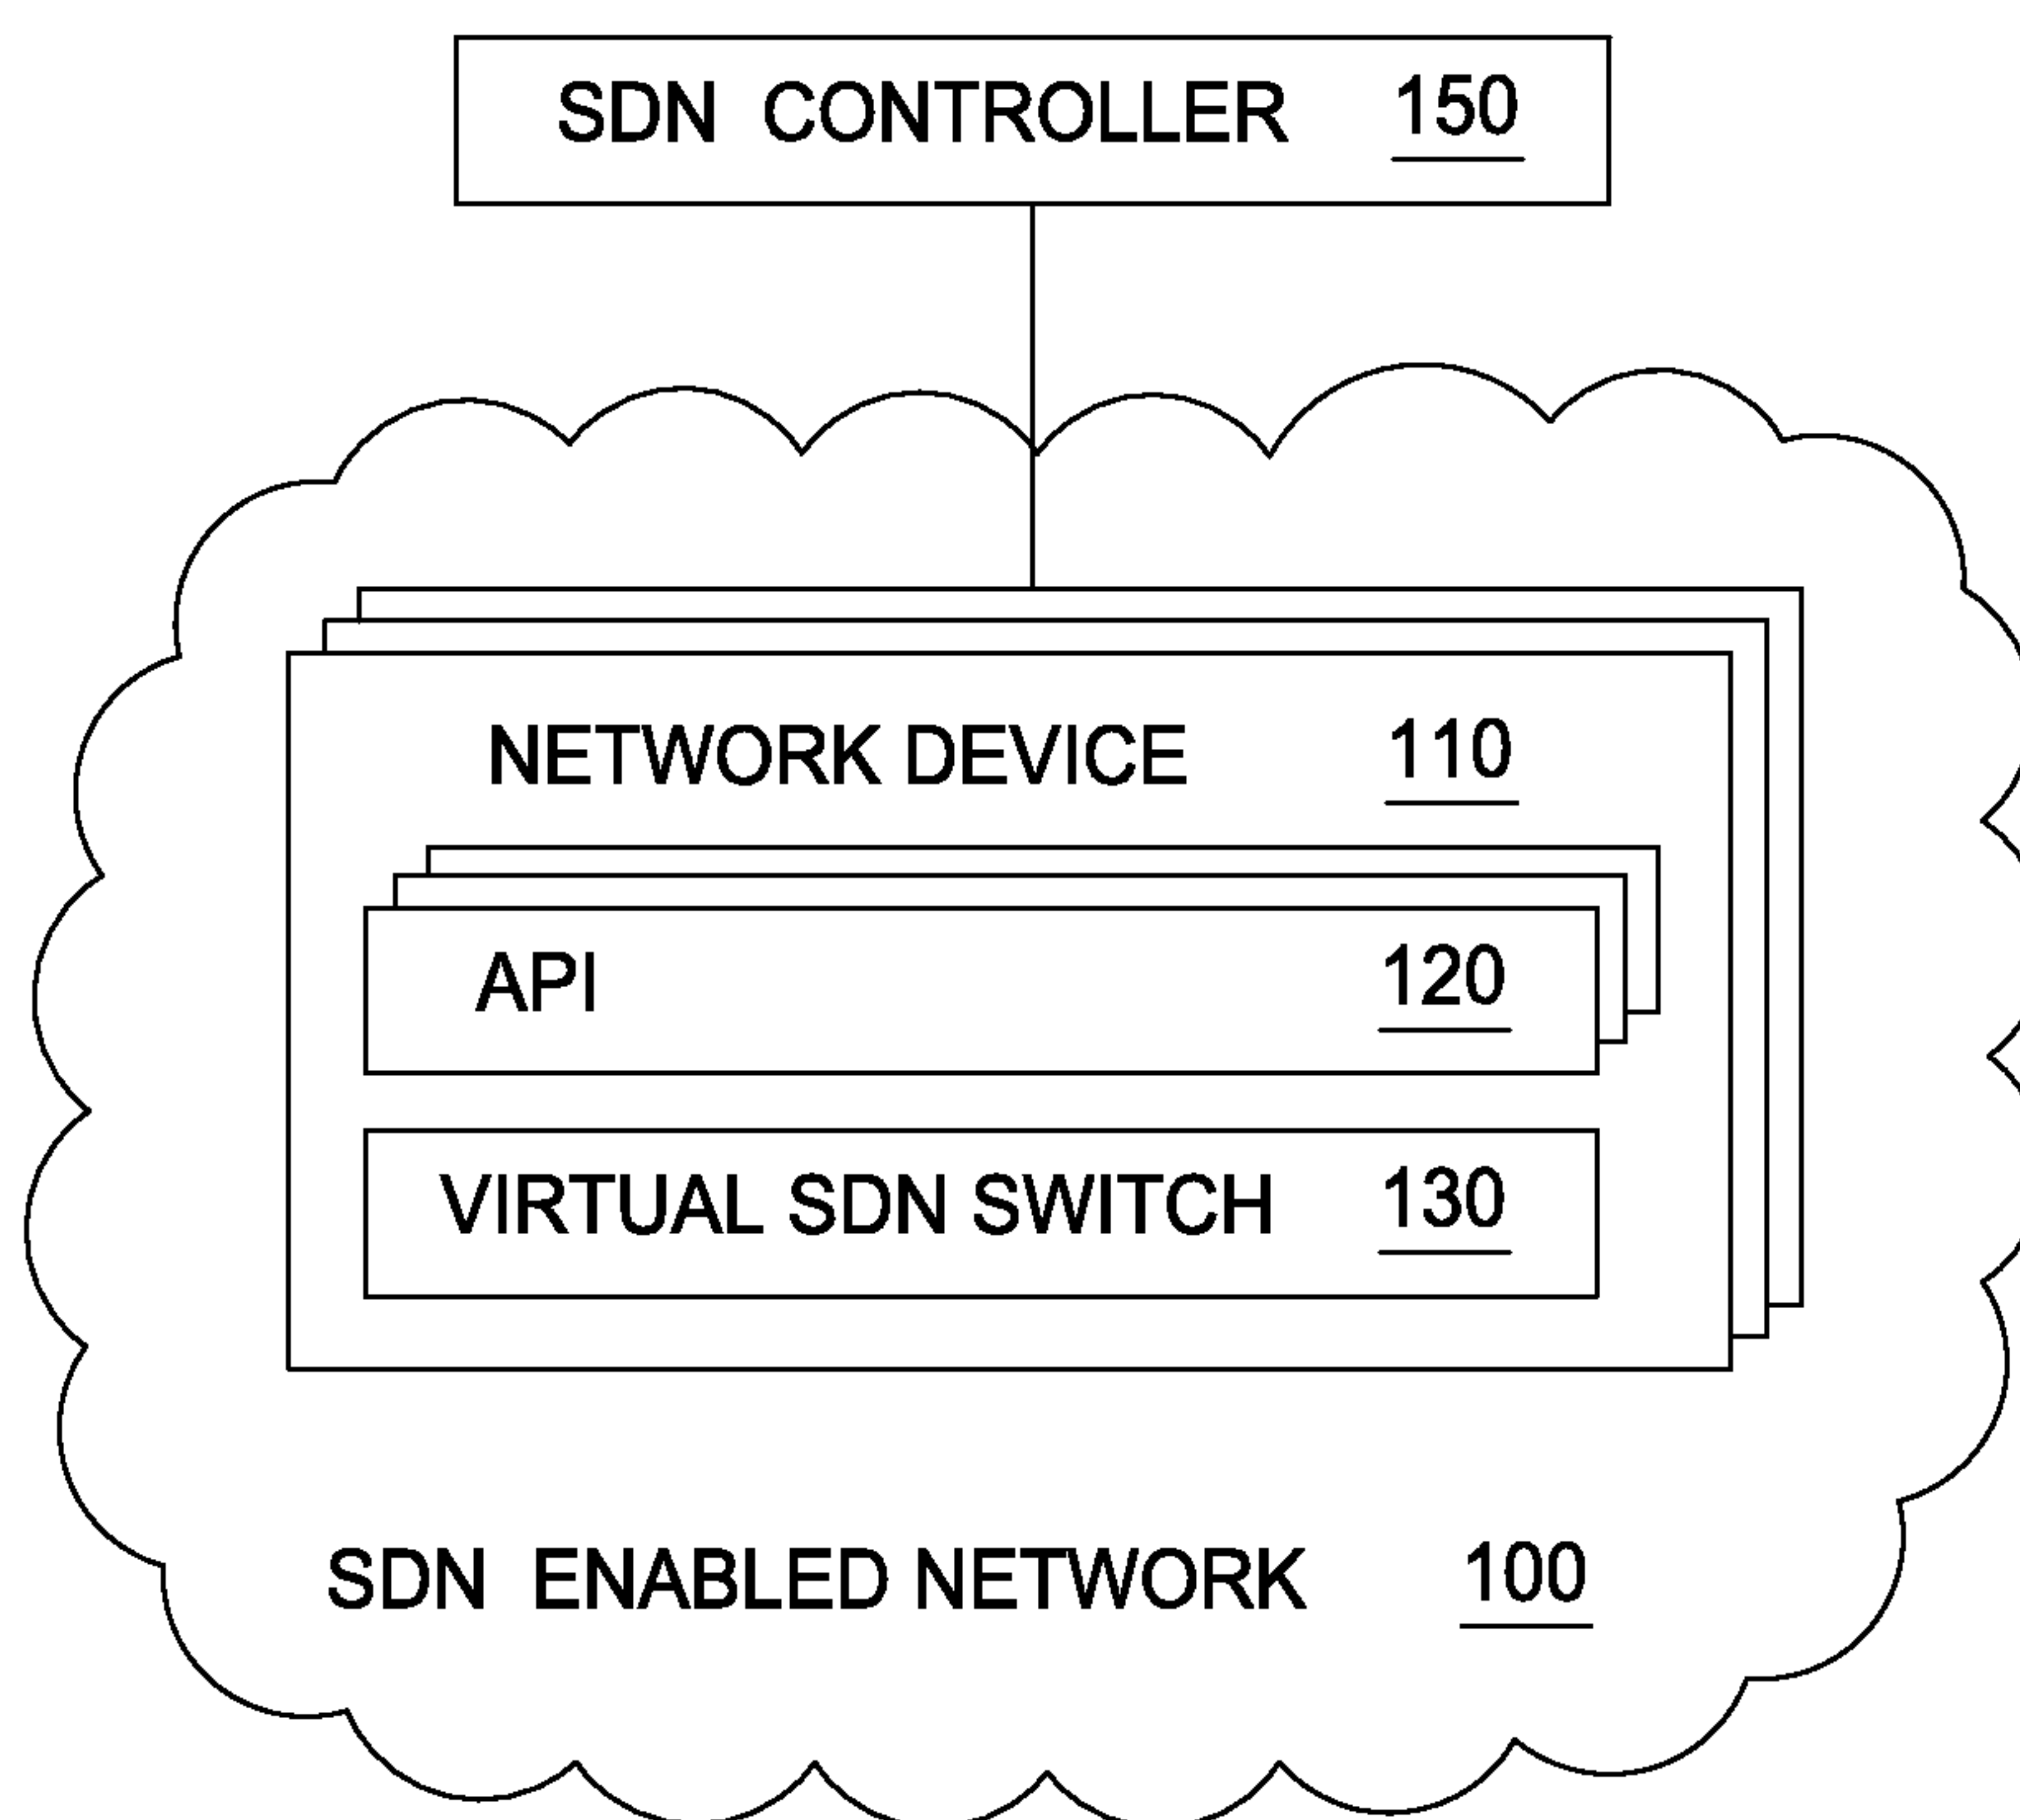 SDN CONTROLLER 150
NETWORK DEVICE 110
API 120
VIRTUAL SDN SWITCH 130
SDN ENABLED NETWORK 100